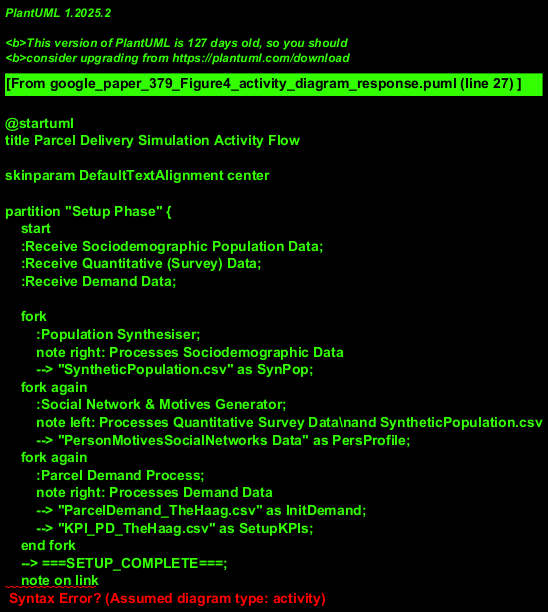 PlantUML 1.2025.2
<b>This version of PlantUML is 127 days old, so you should
<b>consider upgrading from https://plantuml.com/download
[From google_paper_379_Figure4_activity_diagram_response.puml (line 27) ]
@startuml
title Parcel Delivery Simulation Activity Flow
skinparam DefaultTextAlignment center
partition "Setup Phase" {
start
:Receive Sociodemographic Population Data;
:Receive Quantitative (Survey) Data;
:Receive Demand Data;
fork
:Population Synthesiser;
note right: Processes Sociodemographic Data
--> "SyntheticPopulation.csv" as SynPop;
fork again
:Social Network & Motives Generator;
note left: Processes Quantitative Survey Data\nand SyntheticPopulation.csv
--> "PersonMotivesSocialNetworks Data" as PersProfile;
fork again
:Parcel Demand Process;
note right: Processes Demand Data
--> "ParcelDemand_TheHaag.csv" as InitDemand;
--> "KPI_PD_TheHaag.csv" as SetupKPIs;
end fork
--> ===SETUP_COMPLETE===;
note on link
Syntax Error? (Assumed diagram type: activity)